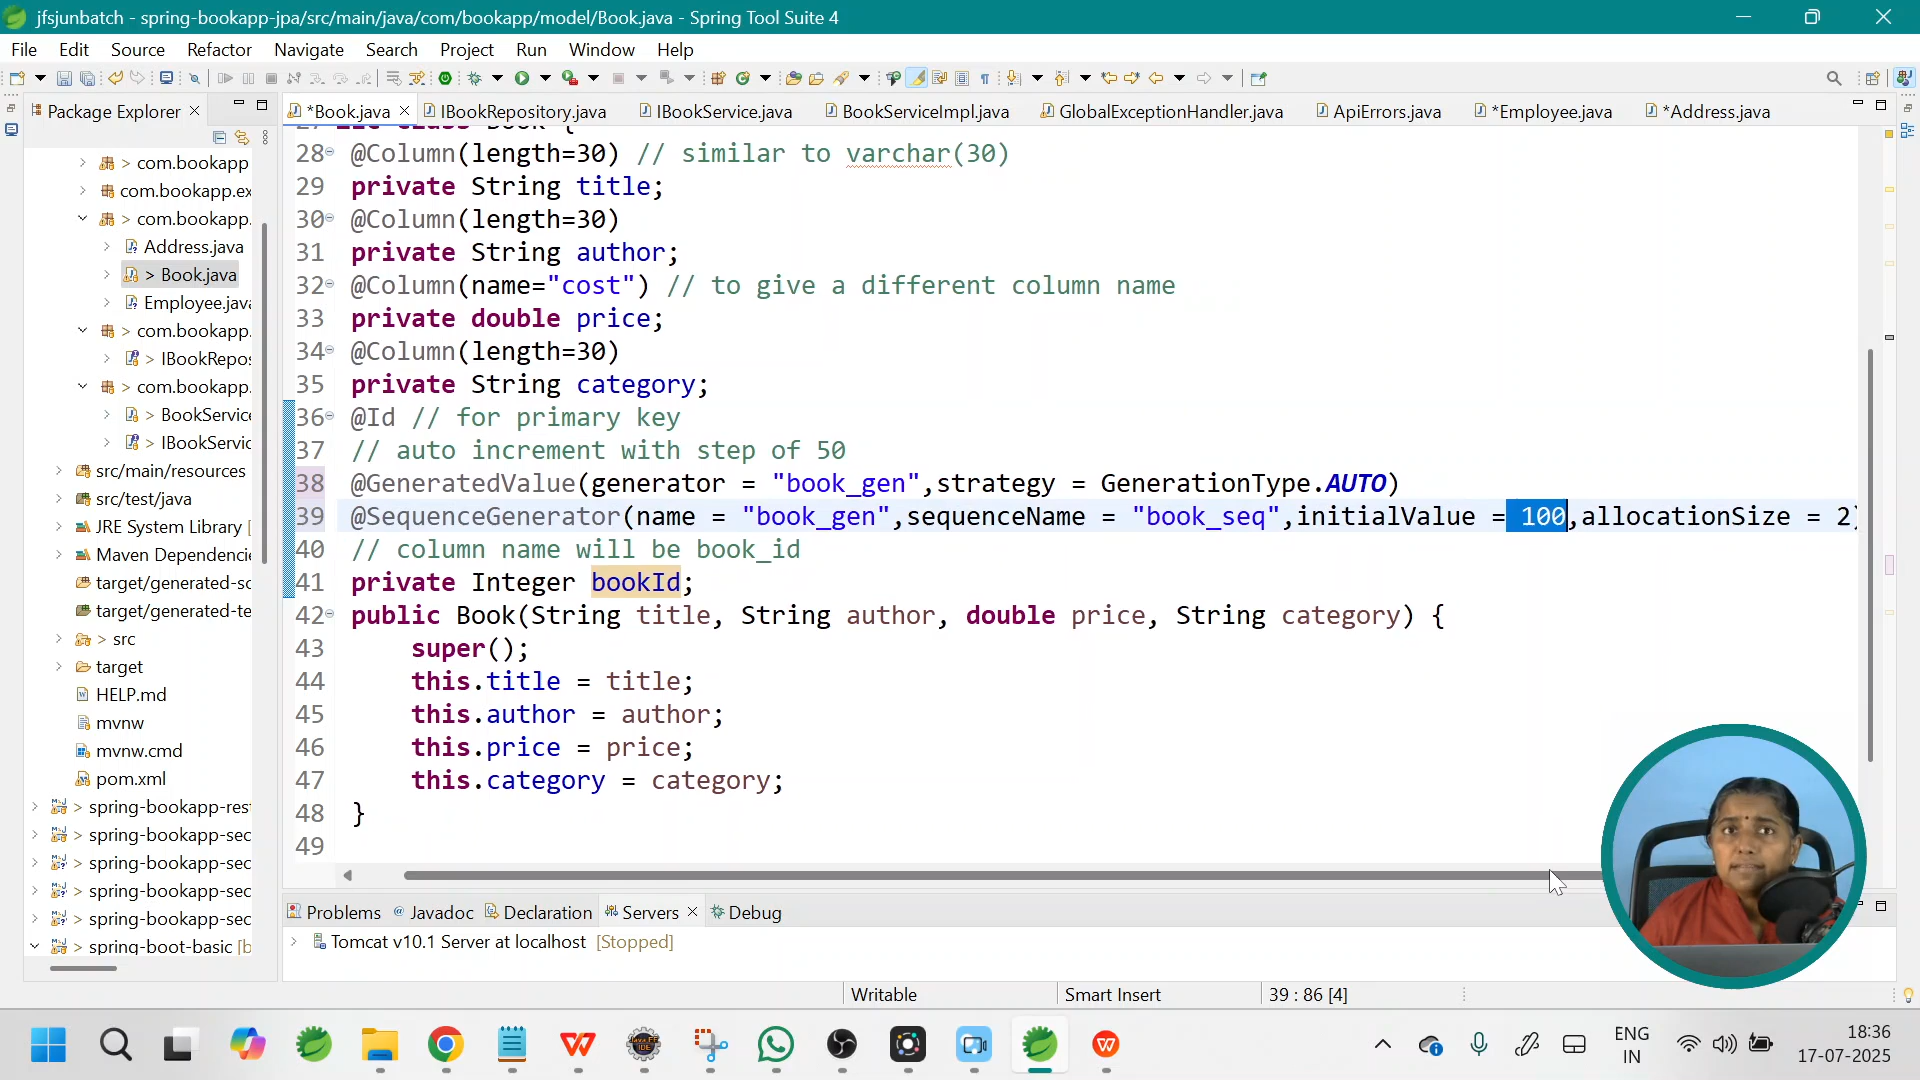 jfsjunbatch - spring-bookapp-jpa/src/main/java/com/bookapp/model/Book.java - Spring Tool Suite 4
File Edit Source Refactor Navigate Search Project Run Window Help
Package Explorer
*Book.java IBookRepository.java IBookService.java BookServiceImpl.java GlobalExceptionHandler.java ApiErrors.java *Employee.java *Address.java
> com.bookapp
com.bookapp.ex
> com.bookapp.
Address.java
> Book.java
Employee.java
> com.bookapp.
> IBookRepos
> com.bookapp.
> BookService
> IBookServic
src/main/resources
src/test/java
JRE System Library [
Maven Dependencie
target/generated-so
target/generated-te
> src
target
HELP.md
mvnw
mvnw.cmd
pom.xml
> spring-bookapp-rest
> spring-bookapp-sec
> spring-bookapp-sec
> spring-bookapp-sec
> spring-bookapp-sec
> spring-boot-basic [b
28 @Column(length=30) // similar to varchar(30)
29 private String title;
30 @Column(length=30)
31 private String author;
32 @Column(name="cost") // to give a different column name
33 private double price;
34 @Column(length=30)
35 private String category;
36 @Id // for primary key
37 // auto increment with step of 50
38 @GeneratedValue(generator = "book_gen",strategy = GenerationType.AUTO)
39 @SequenceGenerator(name = "book_gen",sequenceName = "book_seq",initialValue = 100,allocationSize = 2)
40 // column name will be book_id
41 private Integer bookId;
42 public Book(String title, String author, double price, String category) {
43 super();
44 this.title = title;
45 this.author = author;
46 this.price = price;
47 this.category = category;
48 }
49
Problems Javadoc Declaration Servers Debug
Tomcat v10.1 Server at localhost [Stopped]
Writable Smart Insert 39 : 86 [4]
ENG
IN
18:36
17-07-2025